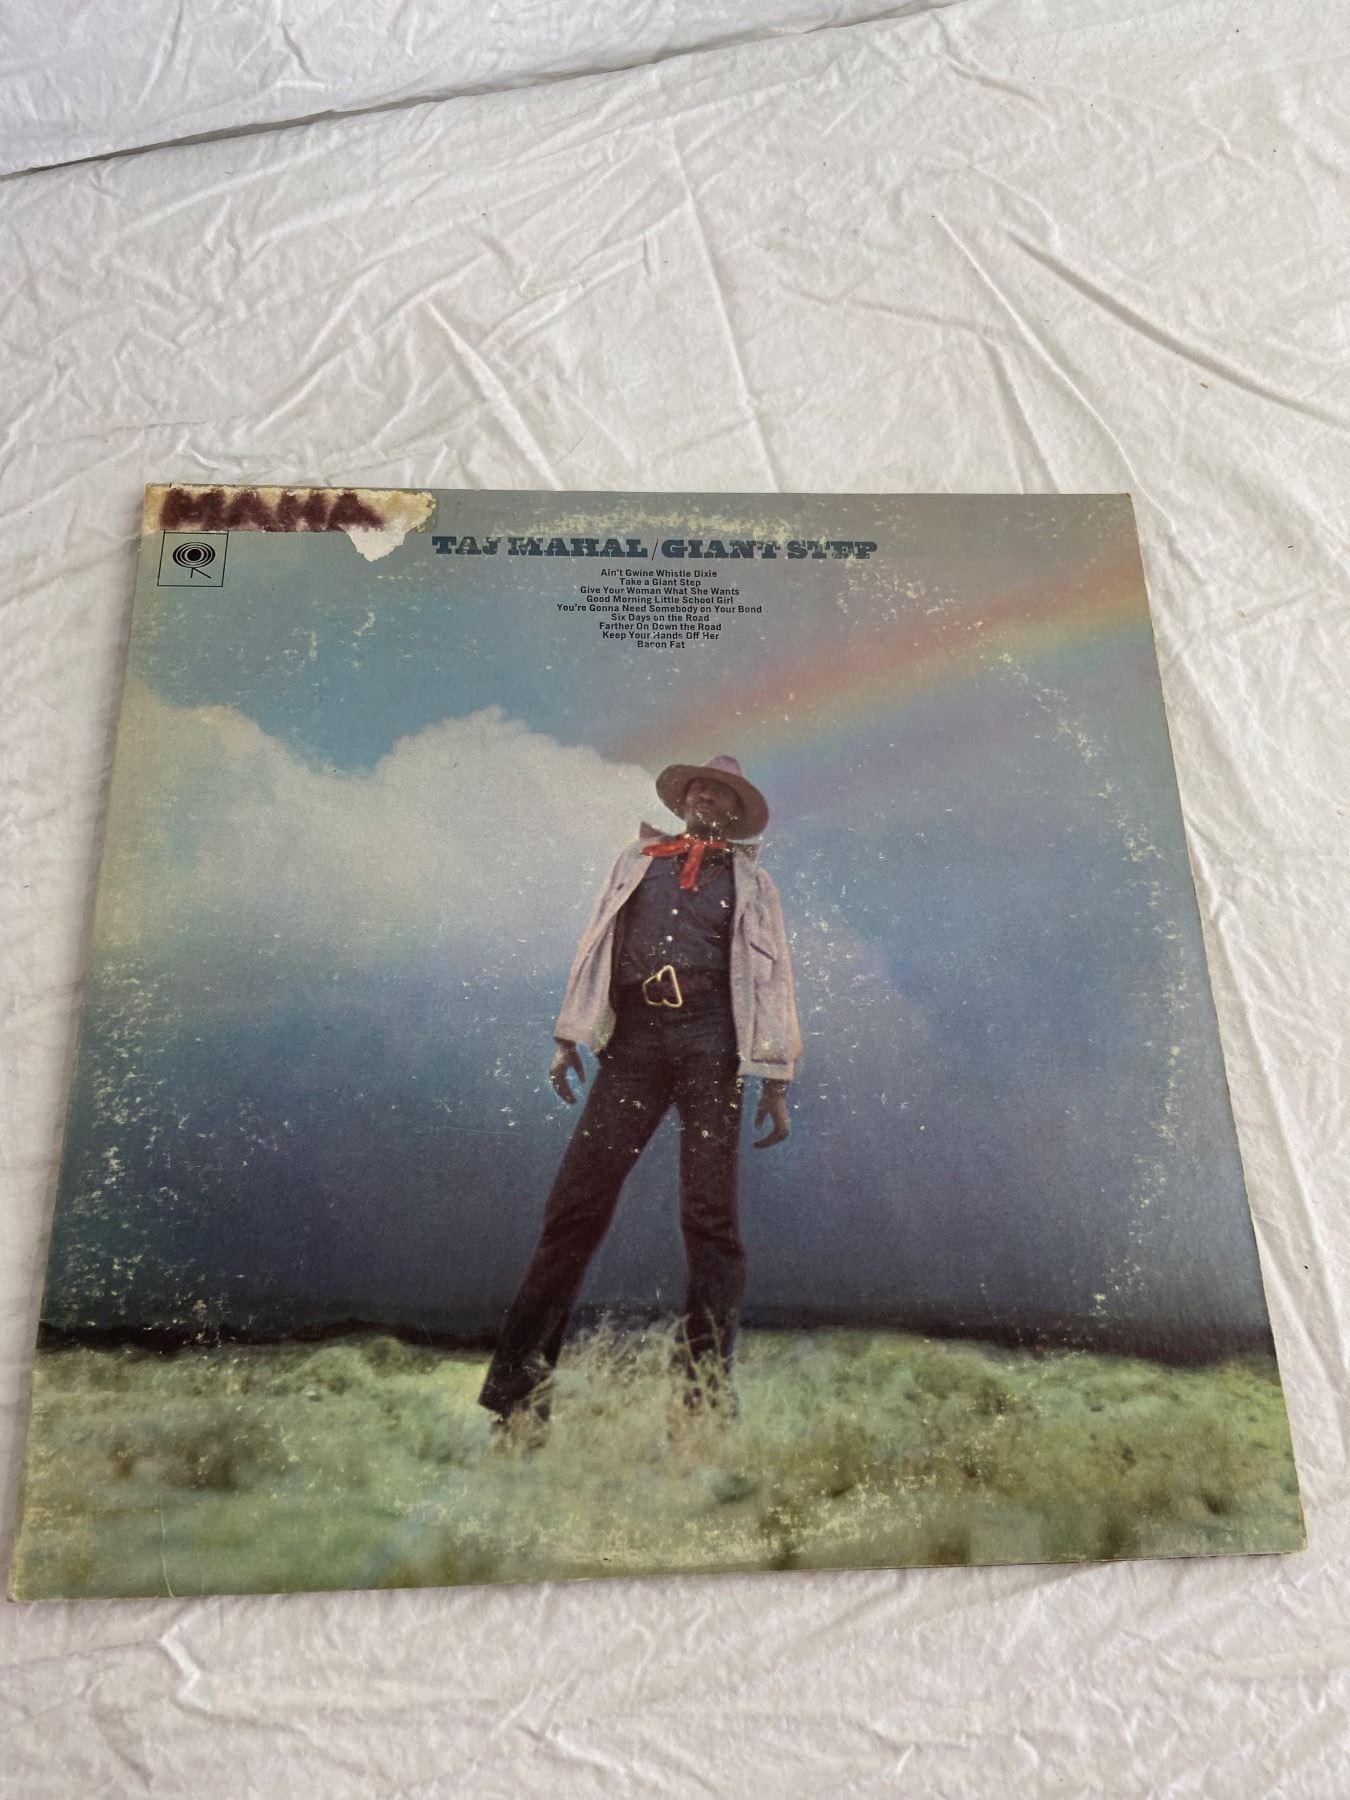 MAHA
TAJ MAHAL/GIANT STEP
Ain't Gwine Whistle Dixie
Take a Giant Step
Give Your Woman What She Wants
Good Morning Little School Girl
You're Gonna Need Somebody on Your Bond
Six Days on the Road
Farther On Down the Road
Keep Your Hands Off Her
Bacon Fat